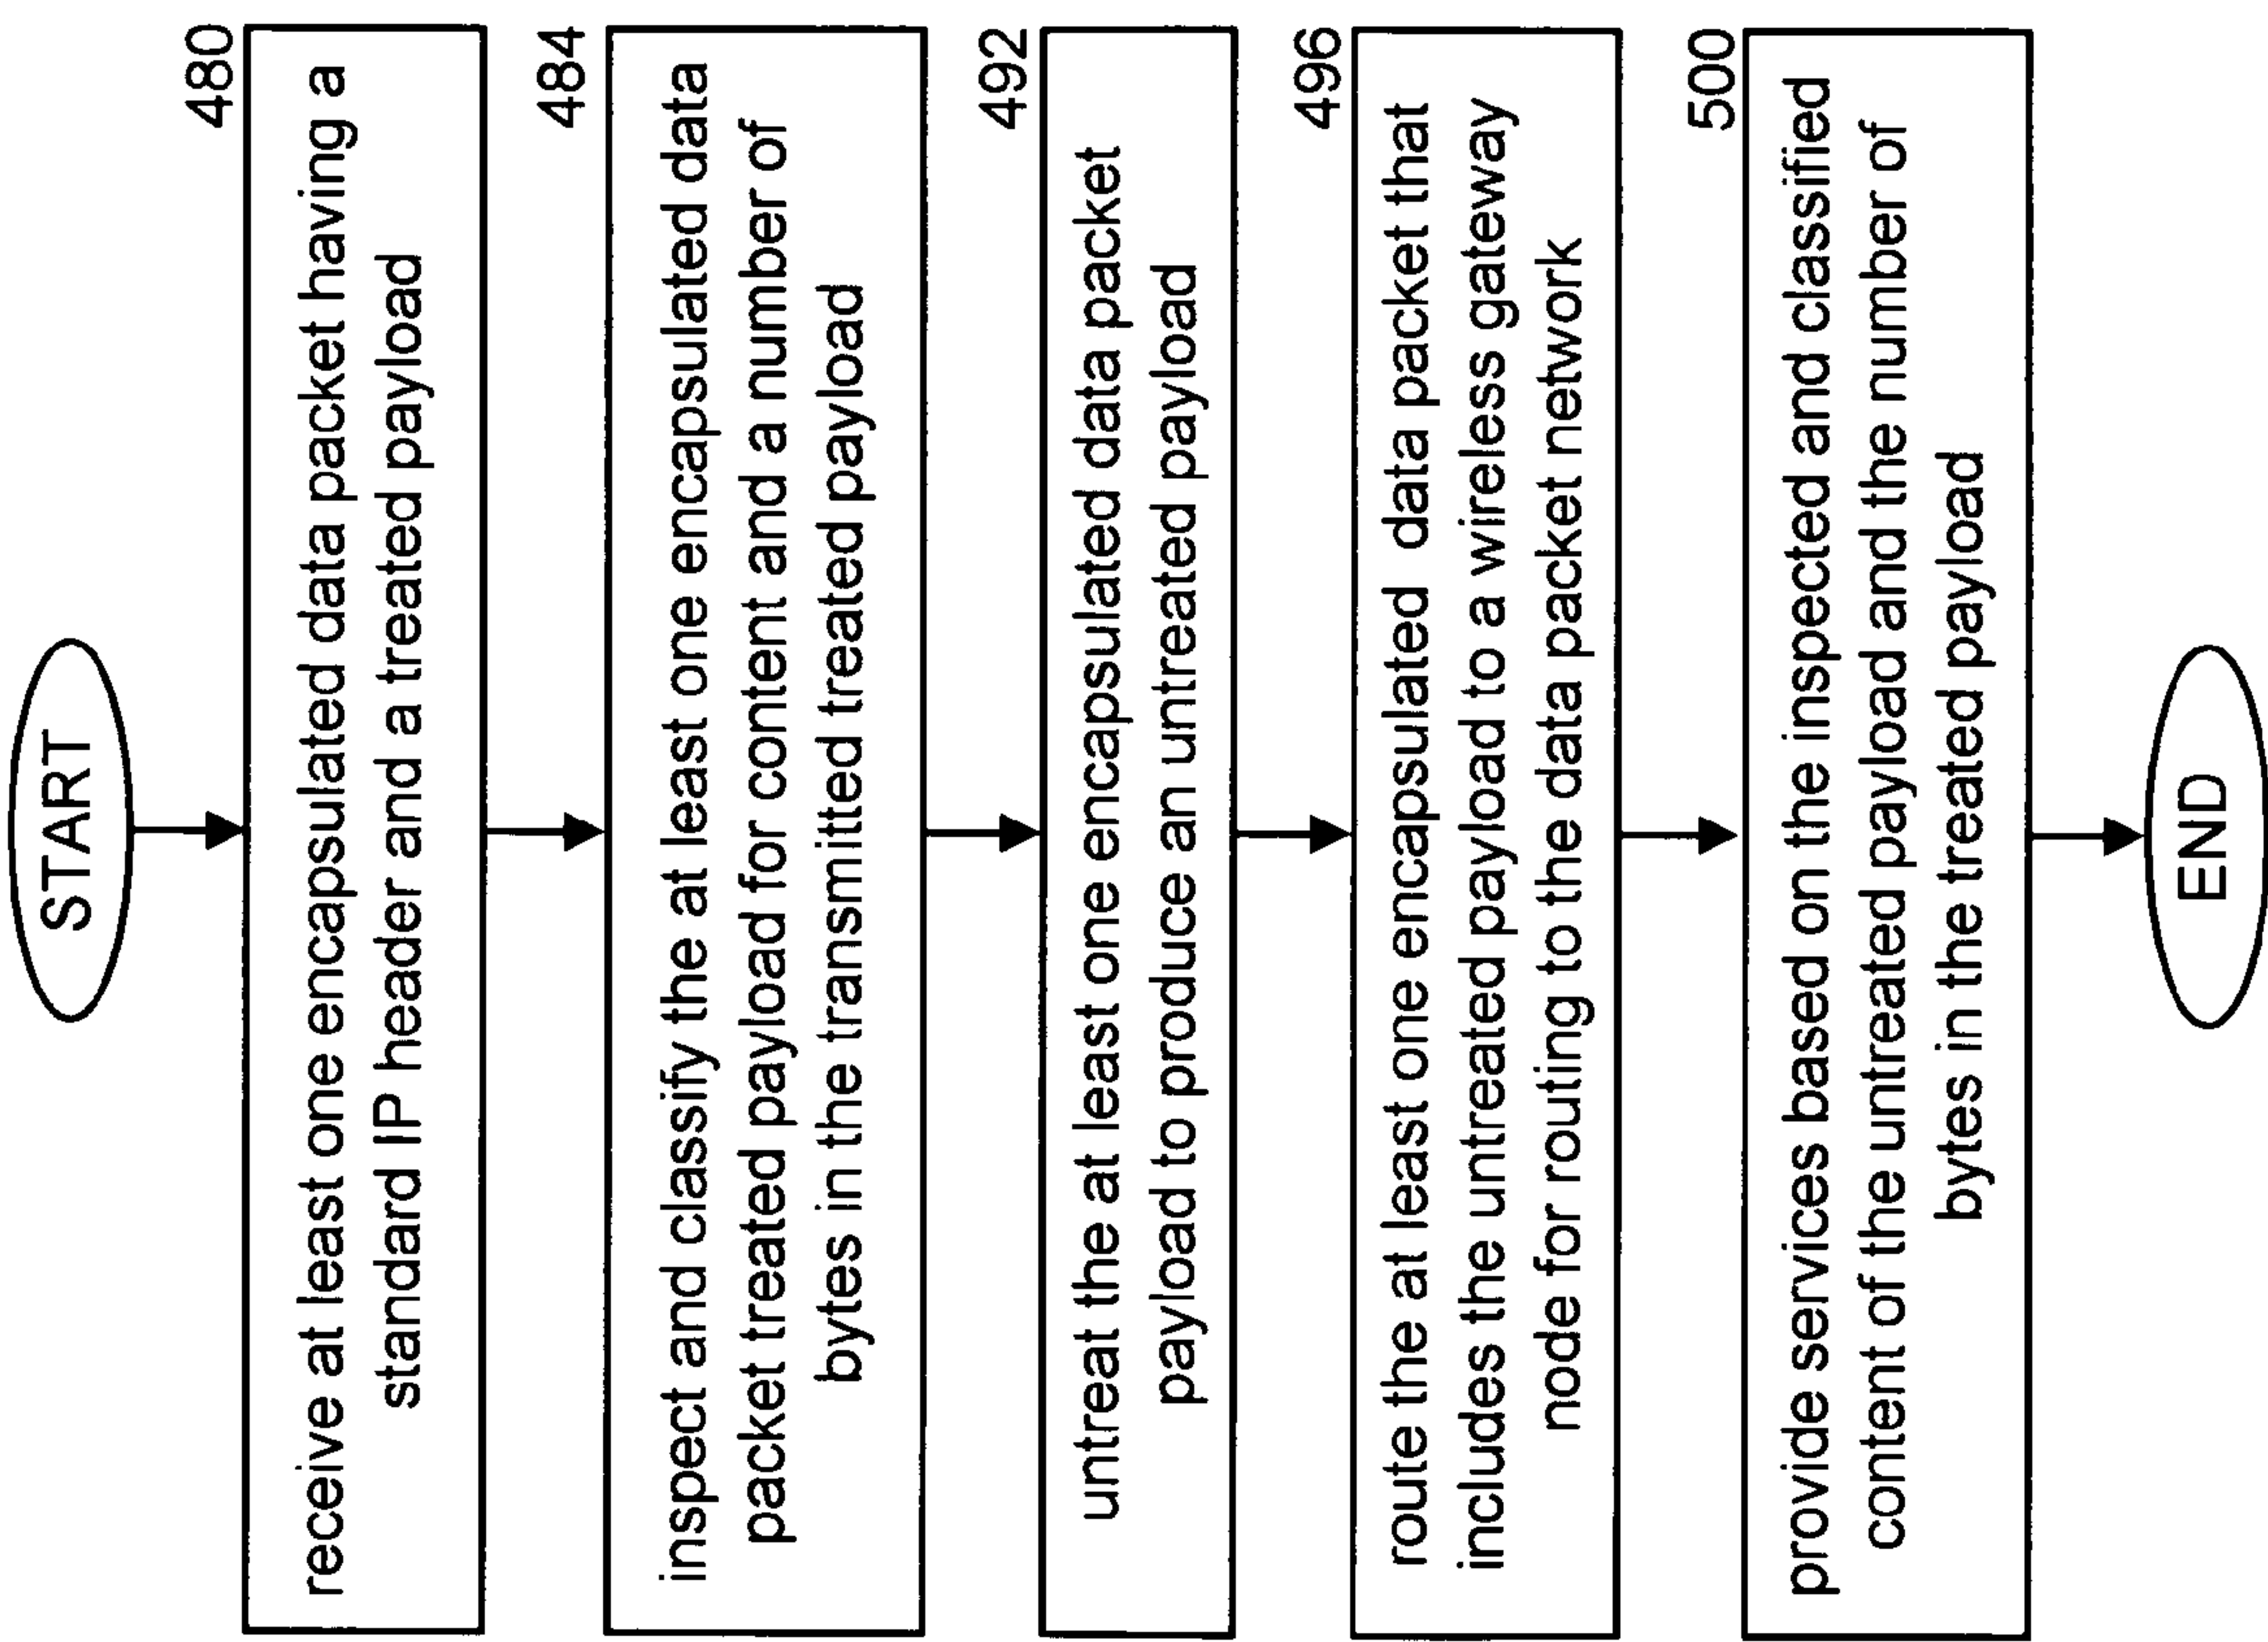 START
480
receive at least one encapsulated data packet having a
standard IP header and a treated payload
484
inspect and classify the at least one encapsulated data
packet treated payload for content and a number of
bytes in the transmitted treated payload
492
untreat the at least one encapsulated data packet
payload to produce an untreated payload
496
route the at least one encapsulated data packet that
includes the untreated payload to a wireless gateway
node for routing to the data packet network
500
provide services based on the inspected and classified
content of the untreated payload and the number of
bytes in the treated payload
END